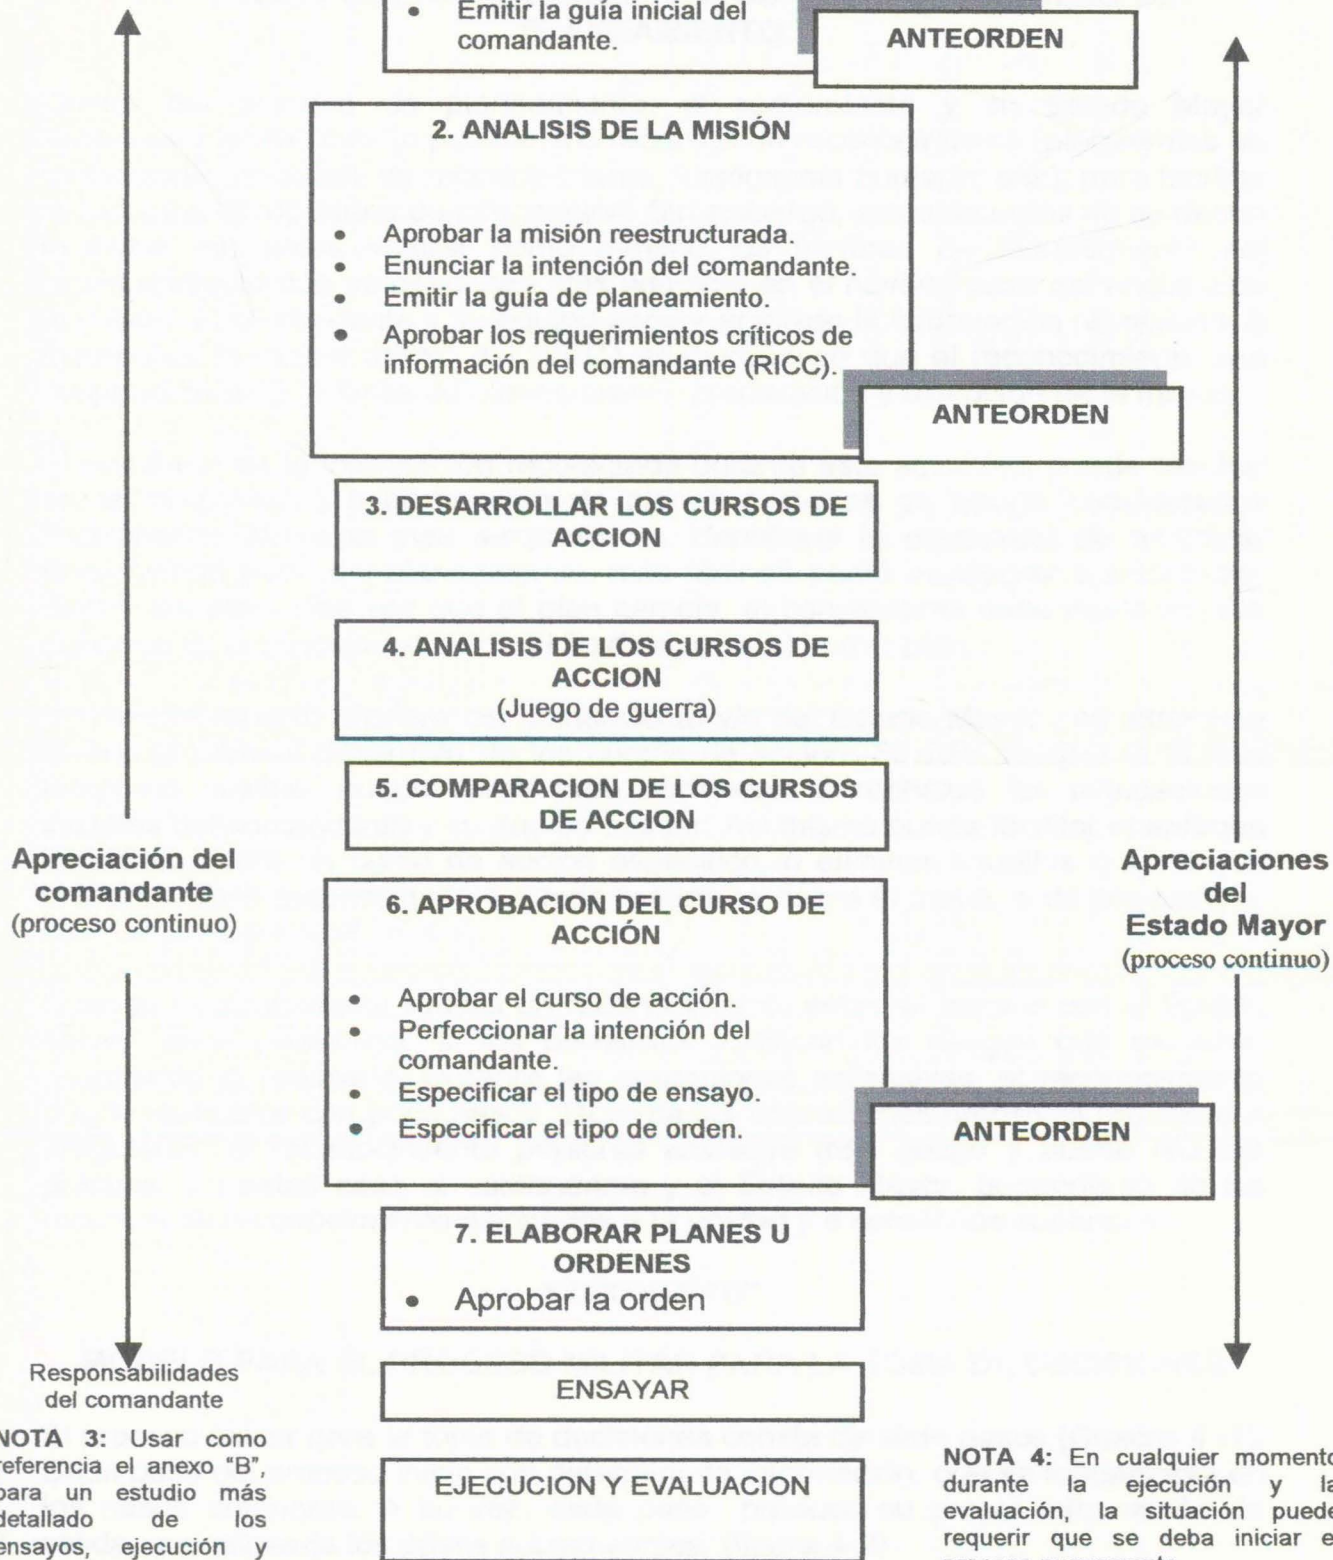 • Emitir la guía inicial del
comandante.
ANTEORDEN
2. ANALISIS DE LA MISIÓN
• Aprobar la misión reestructurada.
• Enunciar la intención del comandante.
• Emitir la guía de planeamiento.
• Aprobar los requerimientos críticos de
información del comandante (RICC).
ANTEORDEN
3. DESARROLLAR LOS CURSOS DE
ACCION
4. ANALISIS DE LOS CURSOS DE
ACCION
(Juego de guerra)
5. COMPARACION DE LOS CURSOS
DE ACCION
Apreciación del
comandante
(proceso continuo)
Apreciaciones
del
Estado Mayor
(proceso continuo)
6. APROBACION DEL CURSO DE
ACCIÓN
• Aprobar el curso de acción.
• Perfeccionar la intención del
comandante.
• Especificar el tipo de ensayo.
• Especificar el tipo de orden.
ANTEORDEN
7. ELABORAR PLANES U
ORDENES
• Aprobar la orden
Responsabilidades
del comandante
ENSAYAR
EJECUCION Y EVALUACION
NOTA 3: Usar como
referencia el anexo "B",
para un estudio más
detallado de los
ensayos, ejecución y
NOTA 4: En cualquier momento
durante la ejecución y la
evaluación, la situación puede
requerir que se deba iniciar el